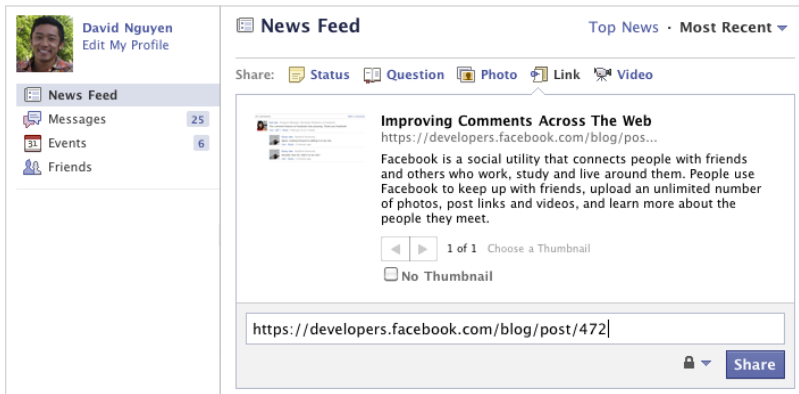 David Nguyen
Edit My Profile
News Feed
Messages 25
31 Events 6
Friends
News Feed
Top News · Most Recent
Share: Status Question Photo Link Video
Improving Comments Across The Web
https://developers.facebook.com/blog/pos...
Facebook is a social utility that connects people with friends
and others who work, study and live around them. People use
Facebook to keep up with friends, upload an unlimited number
of photos, post links and videos, and learn more about the
people they meet.
1 of 1 Choose a Thumbnail
No Thumbnail
https://developers.facebook.com/blog/post/472
Share